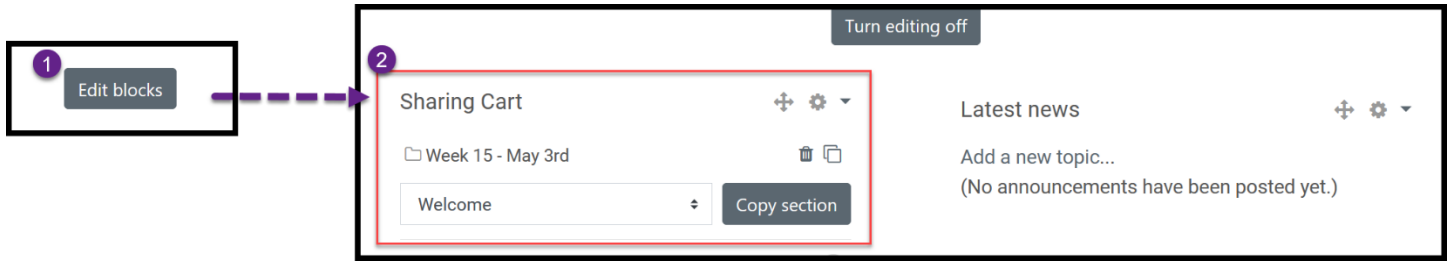 1
Edit blocks
2
Turn editing off
Sharing Cart
Week 15 - May 3rd
Welcome
Copy section
Latest news
Add a new topic...
(No announcements have been posted yet.)